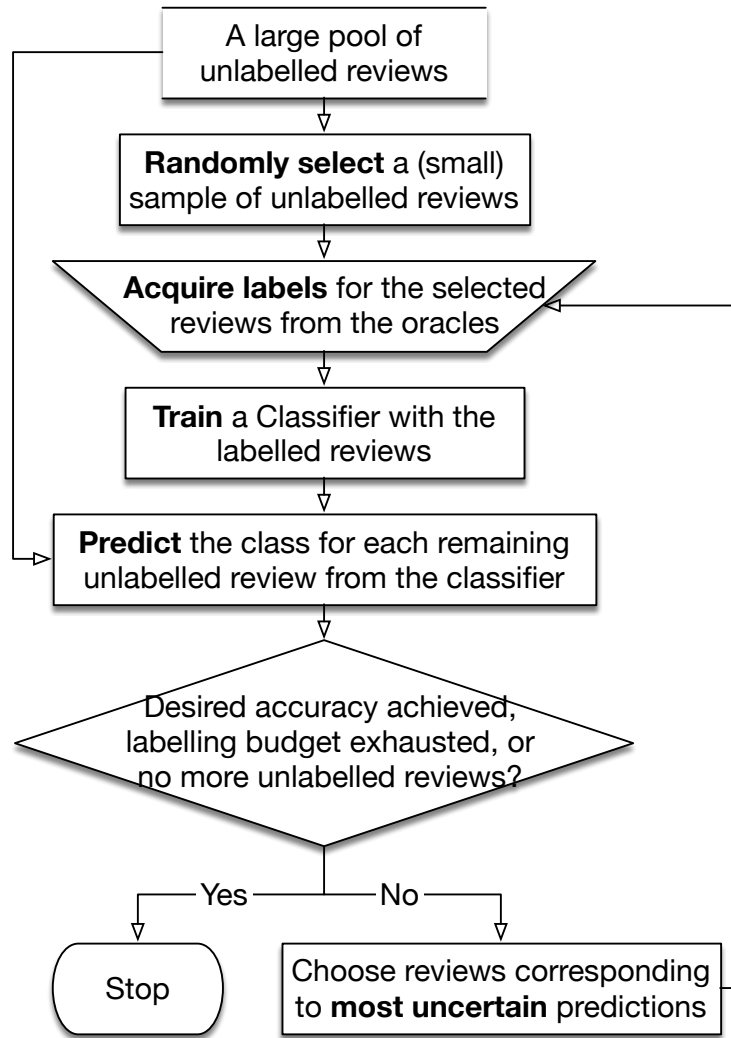 A large pool of
unlabelled reviews
Randomly select a (small)
sample of unlabelled reviews
Acquire labels for the selected
reviews from the oracles
Train a Classifier with the
labelled reviews
Predict the class for each remaining
unlabelled review from the classifier
Desired accuracy achieved,
labelling budget exhausted, or
no more unlabelled reviews?
Yes
No
Stop
Choose reviews corresponding
to most uncertain predictions